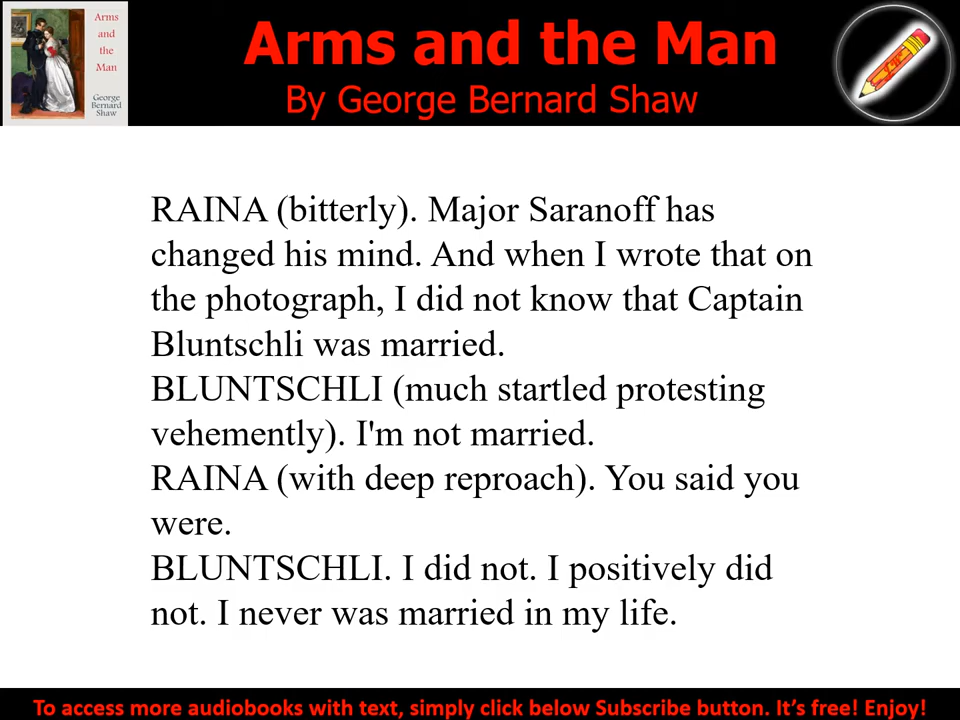 Arms
and
the
Man
George
Bernard
Shaw
Arms and the Man
By George Bernard Shaw
RAINA (bitterly). Major Saranoff has
changed his mind. And when I wrote that on
the photograph, I did not know that Captain
Bluntschli was married.
BLUNTSCHLI (much startled protesting
vehemently). I'm not married.
RAINA (with deep reproach). You said you
were.
BLUNTSCHLI. I did not. I positively did
not. I never was married in my life.
To access more audiobooks with text, simply click below Subscribe button. It’s free! Enjoy!